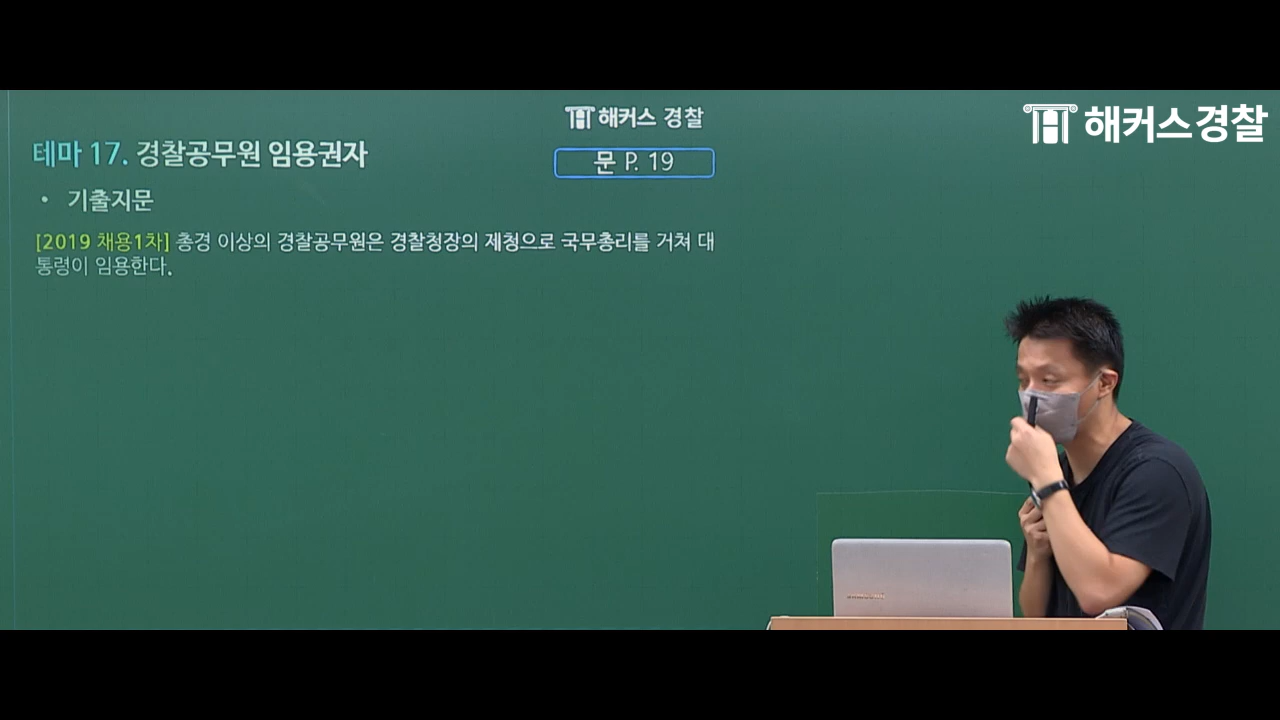 해커스 경찰
해커스경찰
테마 17. 경찰공무원 임용권자
문 P. 19
• 기출지문
[2019 채용1차] 총경 이상의 경찰공무원은 경찰청장의 제청으로 국무총리를 거쳐 대
통령이 임용한다.
SAMSUNG